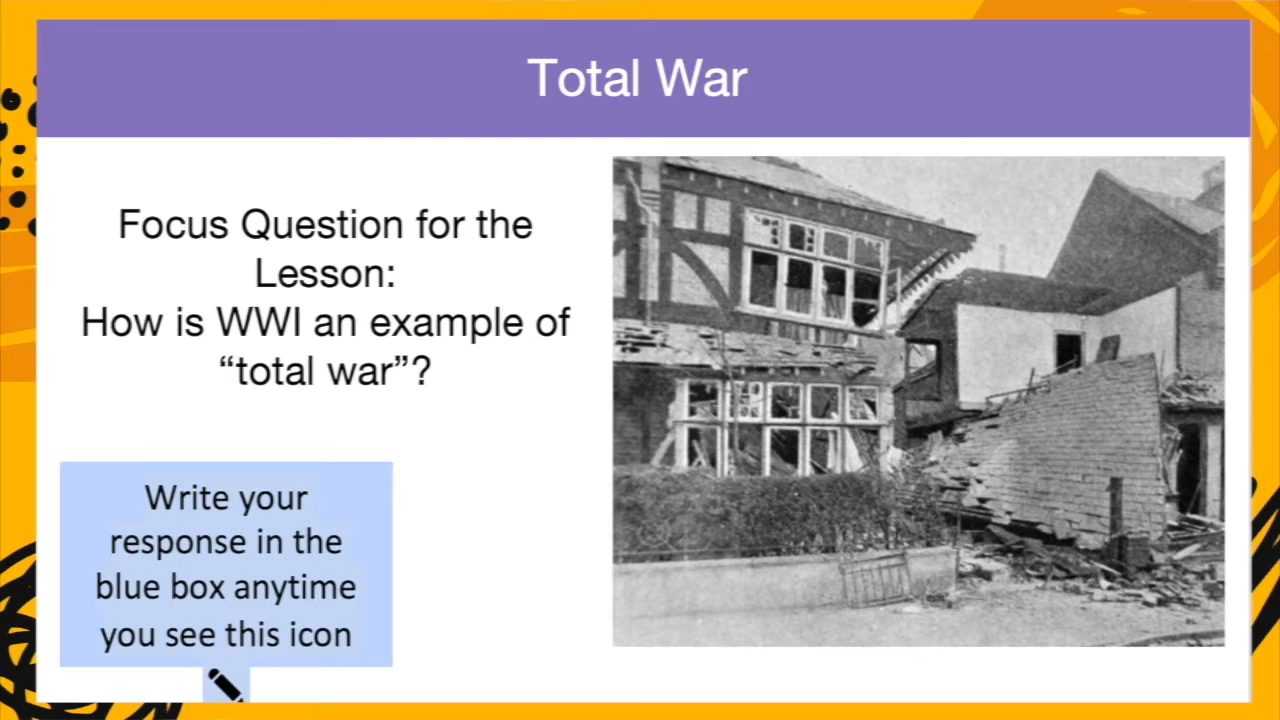 Total War
Focus Question for the
Lesson:
How is WWI an example of
“total war”?
Write your
response in the
blue box anytime
you see this icon